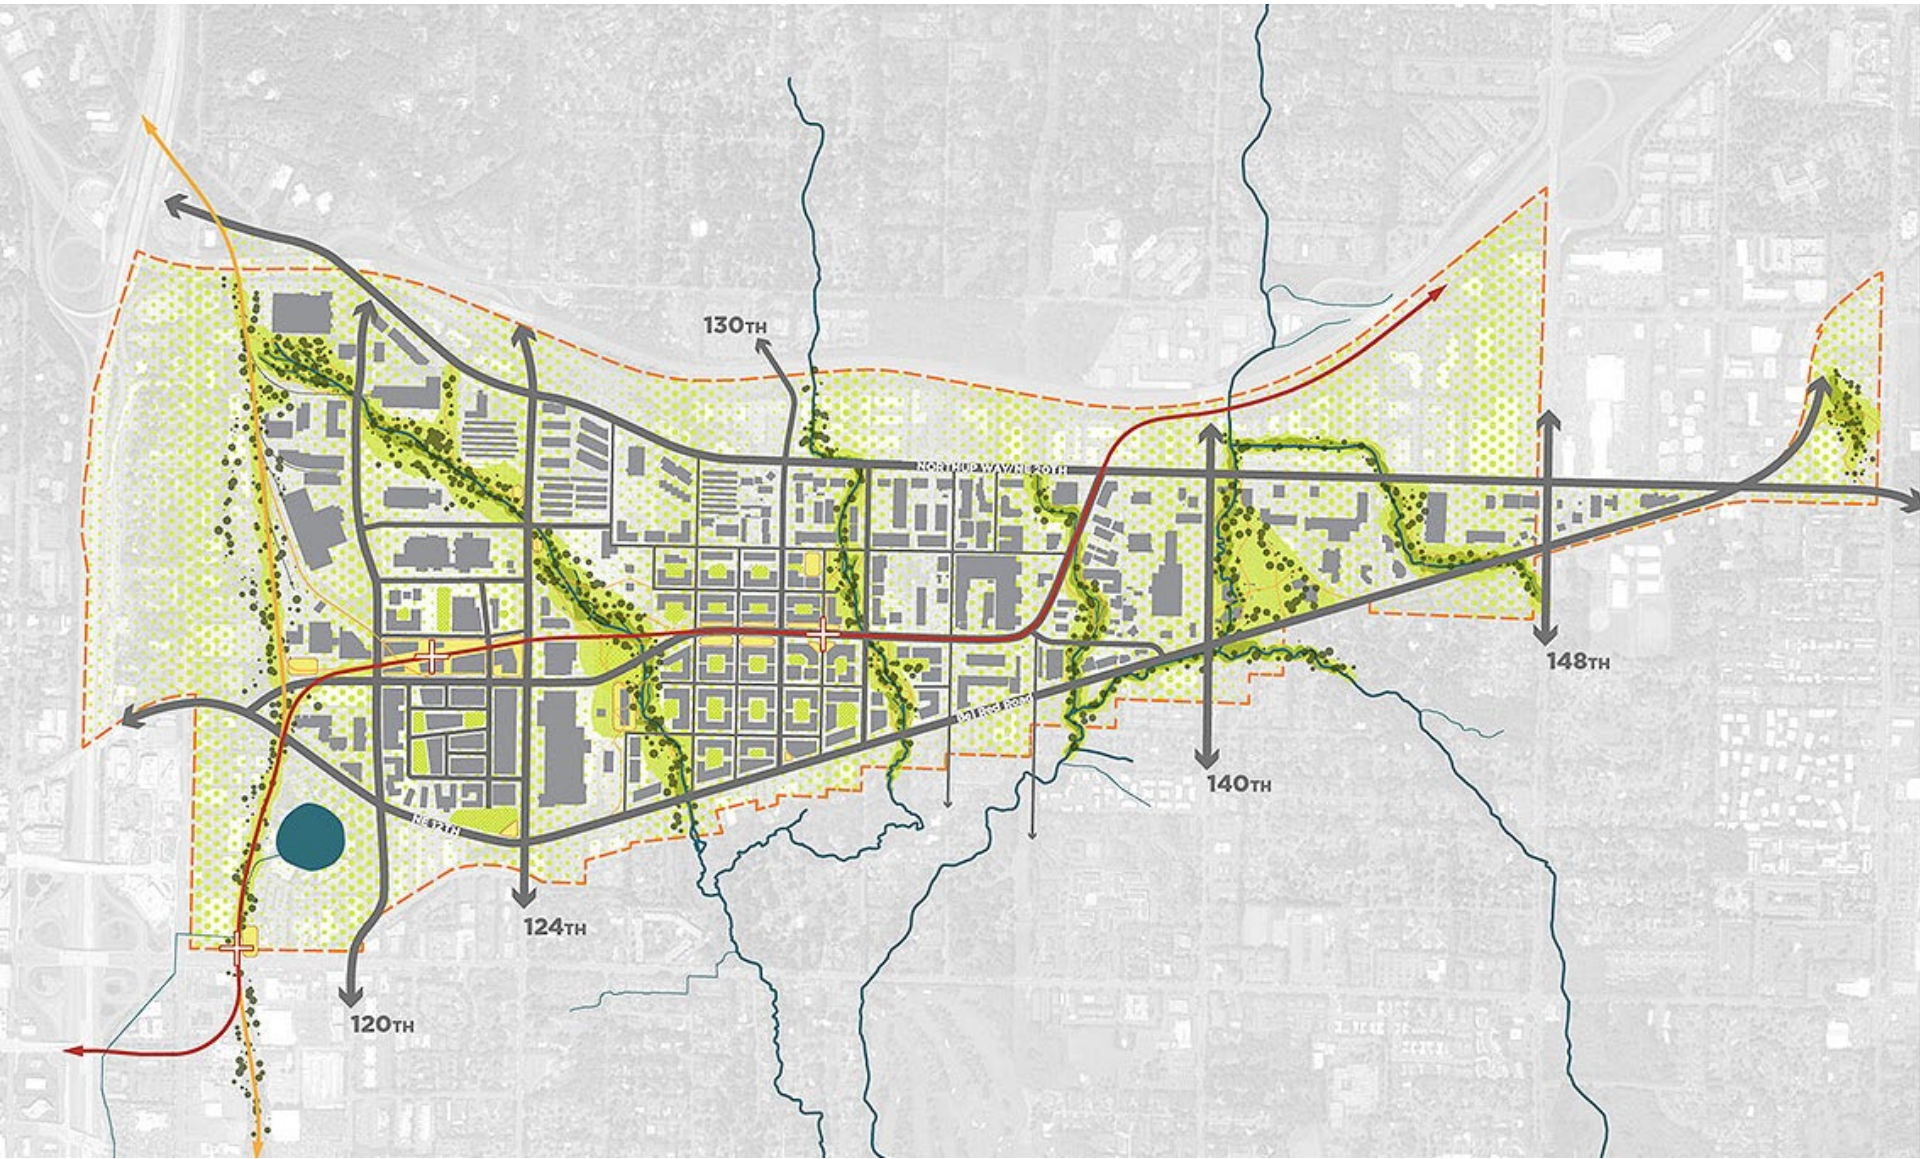 130TH
NORTHUP WAY/NE 20TH
148TH
Bel Red Road
140TH
NE 12TH
124TH
120TH